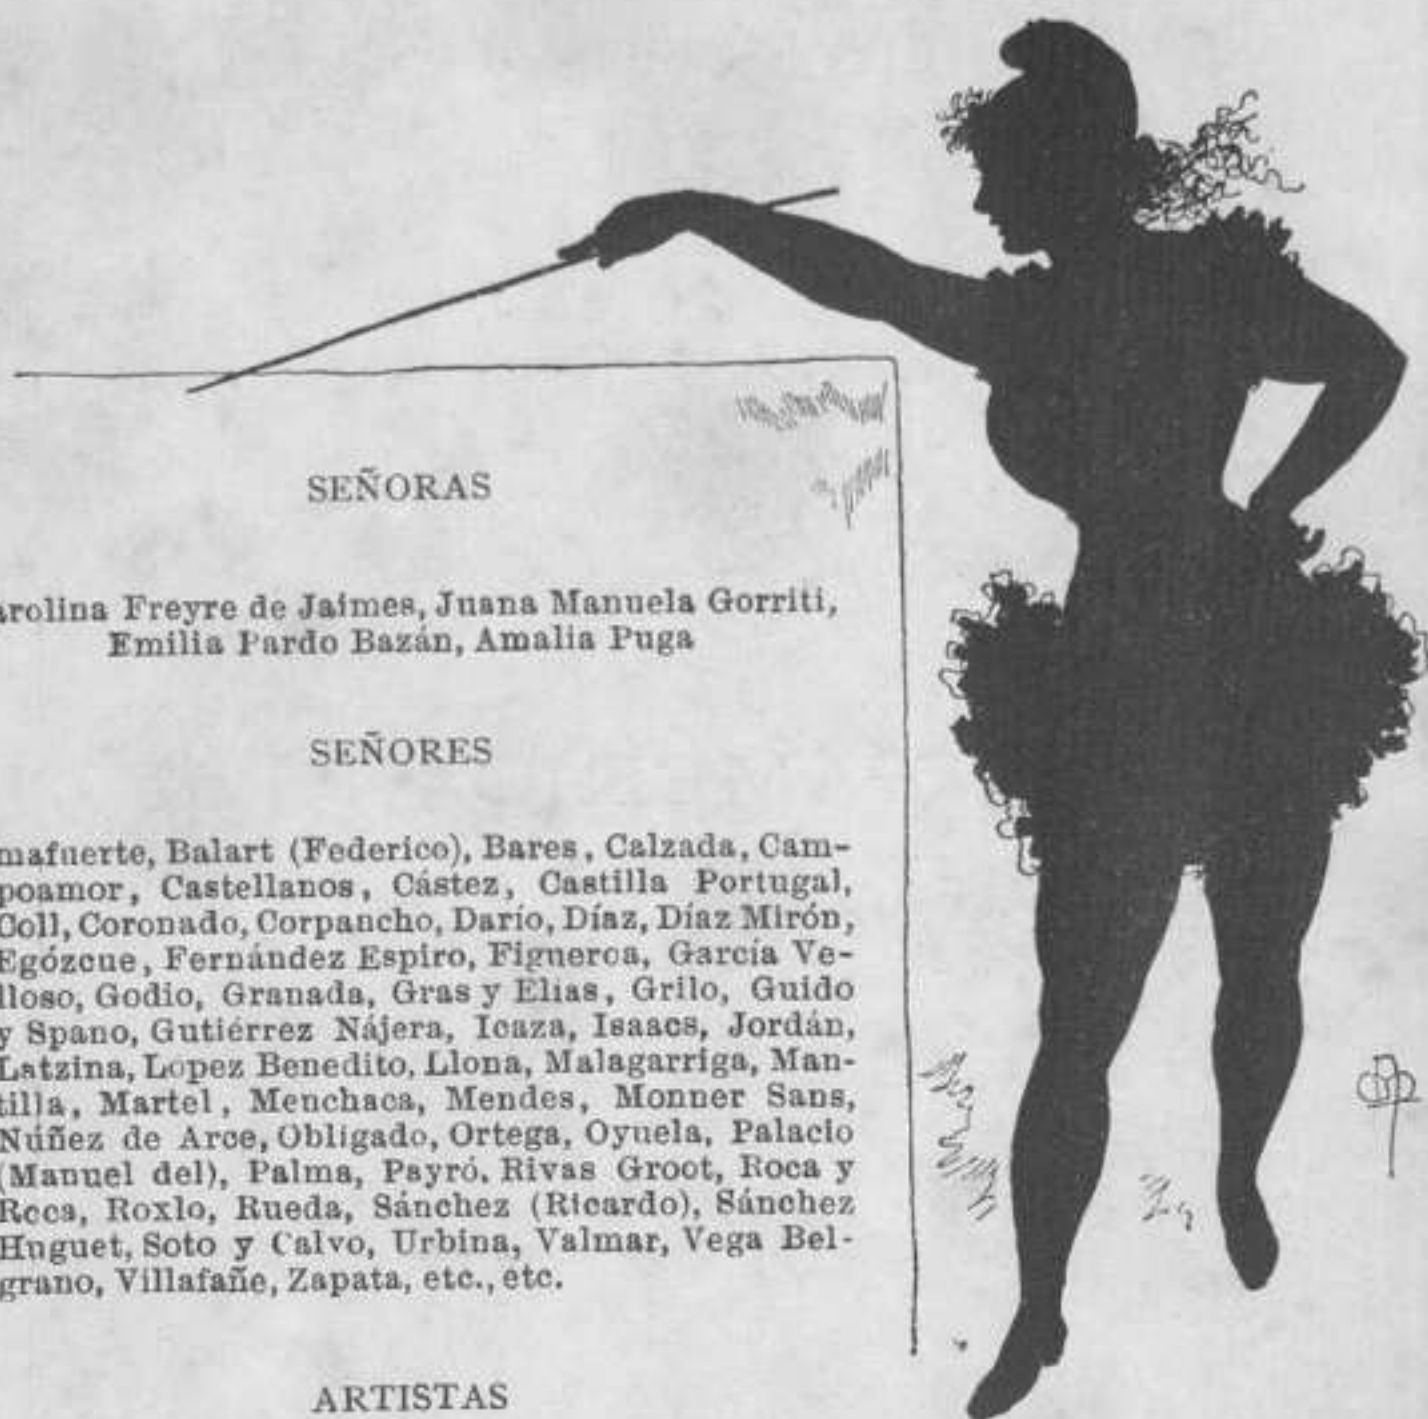 SEÑORAS
arolina Freyre de Jaimes, Juana Manuela Gorriti,
Emilia Pardo Bazán, Amalia Puga
SEÑORES
mafuerte, Balart (Federico), Bares, Calzada, Cam-
poamor, Castellanos, Cástez, Castilla Portugal,
Coll, Coronado, Corpancho, Darío, Díaz, Díaz Mirón,
Egózcue, Fernández Espiro, Figueroa, García Ve-
lloso, Godio, Granada, Gras y Elías, Grilo, Guido
y Spano, Gutiérrez Nájera, Icaza, Isaacs, Jordán,
Latzina, Lopez Benedito, Llona, Malagarriga, Man-
tilla, Martel, Menchaca, Mendes, Monner Sans,
Núñez de Arce, Obligado, Ortega, Oyuela, Palacio
(Manuel del), Palma, Payró, Rivas Groot, Roca y
Roca, Roxlo, Rueda, Sánchez (Ricardo), Sánchez
Huguet, Soto y Calvo, Urbina, Valmar, Vega Bel-
grano, Villafañe, Zapata, etc., etc.
ARTISTAS